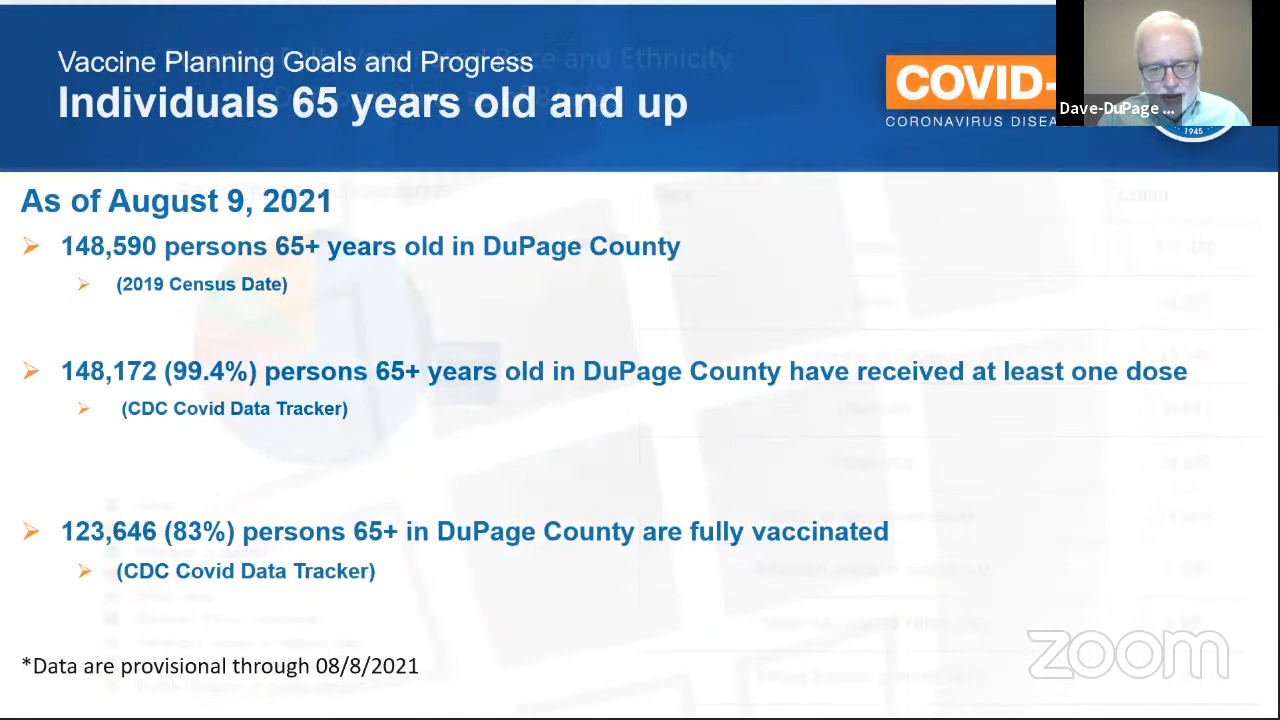 Vaccine Planning Goals and Progress
Individuals 65 years old and up
COVID-
CORONAVIRUS DISEA
Dave-DuPage ...
1945
As of August 9, 2021
148,590 persons 65+ years old in DuPage County
(2019 Census Date)
148,172 (99.4%) persons 65+ years old in DuPage County have received at least one dose
(CDC Covid Data Tracker)
123,646 (83%) persons 65+ in DuPage County are fully vaccinated
(CDC Covid Data Tracker)
*Data are provisional through 08/8/2021
zoom